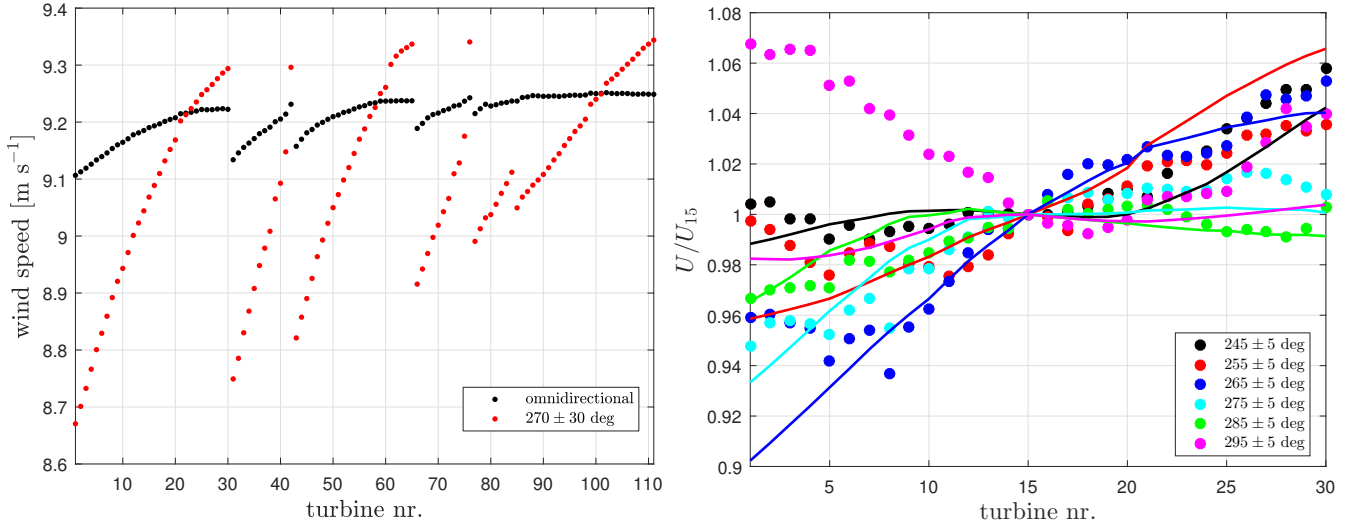 9.4
9.3
9.2
9.1
9
8.9
8.8
8.7
8.6
wind speed [m s⁻¹]
10 20 30 40 50 60 70 80 90 100 110
turbine nr.
omnidirectional
270 ± 30 deg
1.08
1.06
1.04
1.02
1
0.98
0.96
0.94
0.92
0.9
U/U₁₅
5 10 15 20 25 30
turbine nr.
245 ± 5 deg
255 ± 5 deg
265 ± 5 deg
275 ± 5 deg
285 ± 5 deg
295 ± 5 deg